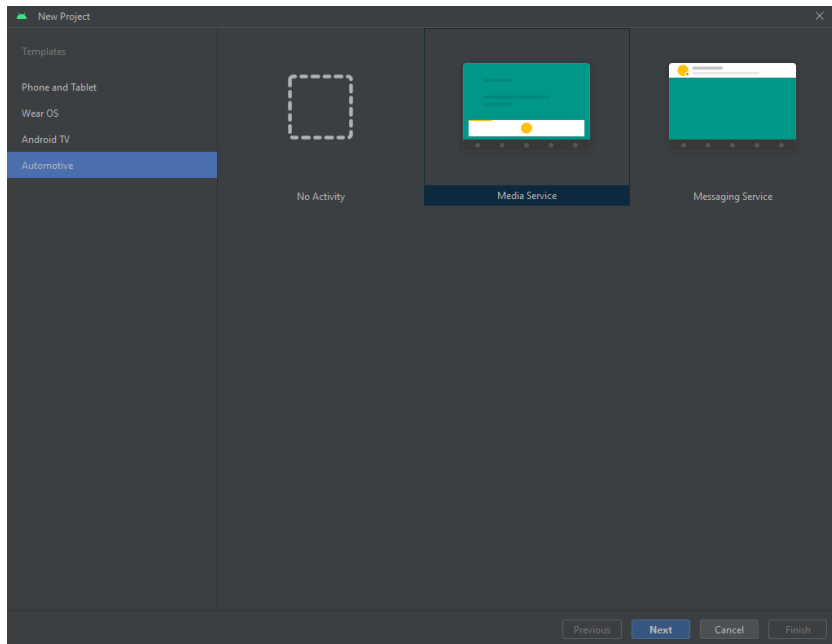 New Project
Templates
Phone and Tablet
Wear OS
Android TV
Automotive
No Activity
Media Service
Messaging Service
Previous
Next
Cancel
Finish